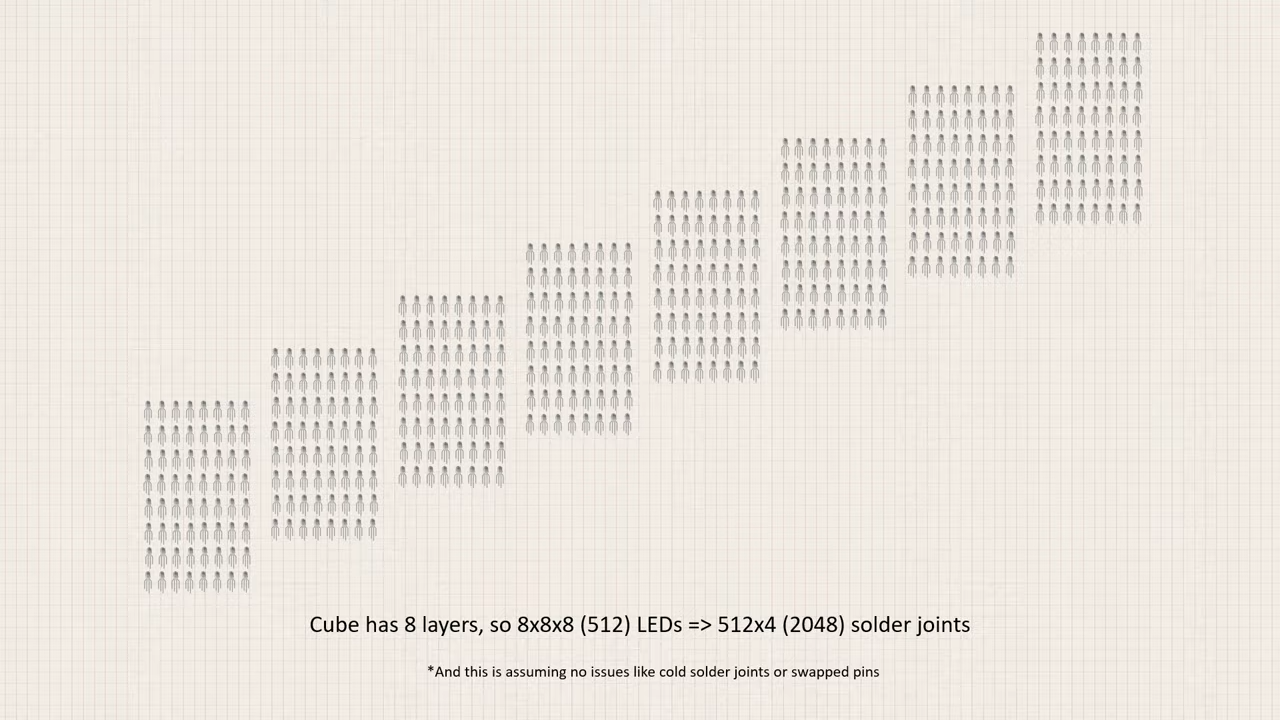 Cube has 8 layers, so 8x8x8 (512) LEDs => 512x4 (2048) solder joints
*And this is assuming no issues like cold solder joints or swapped pins